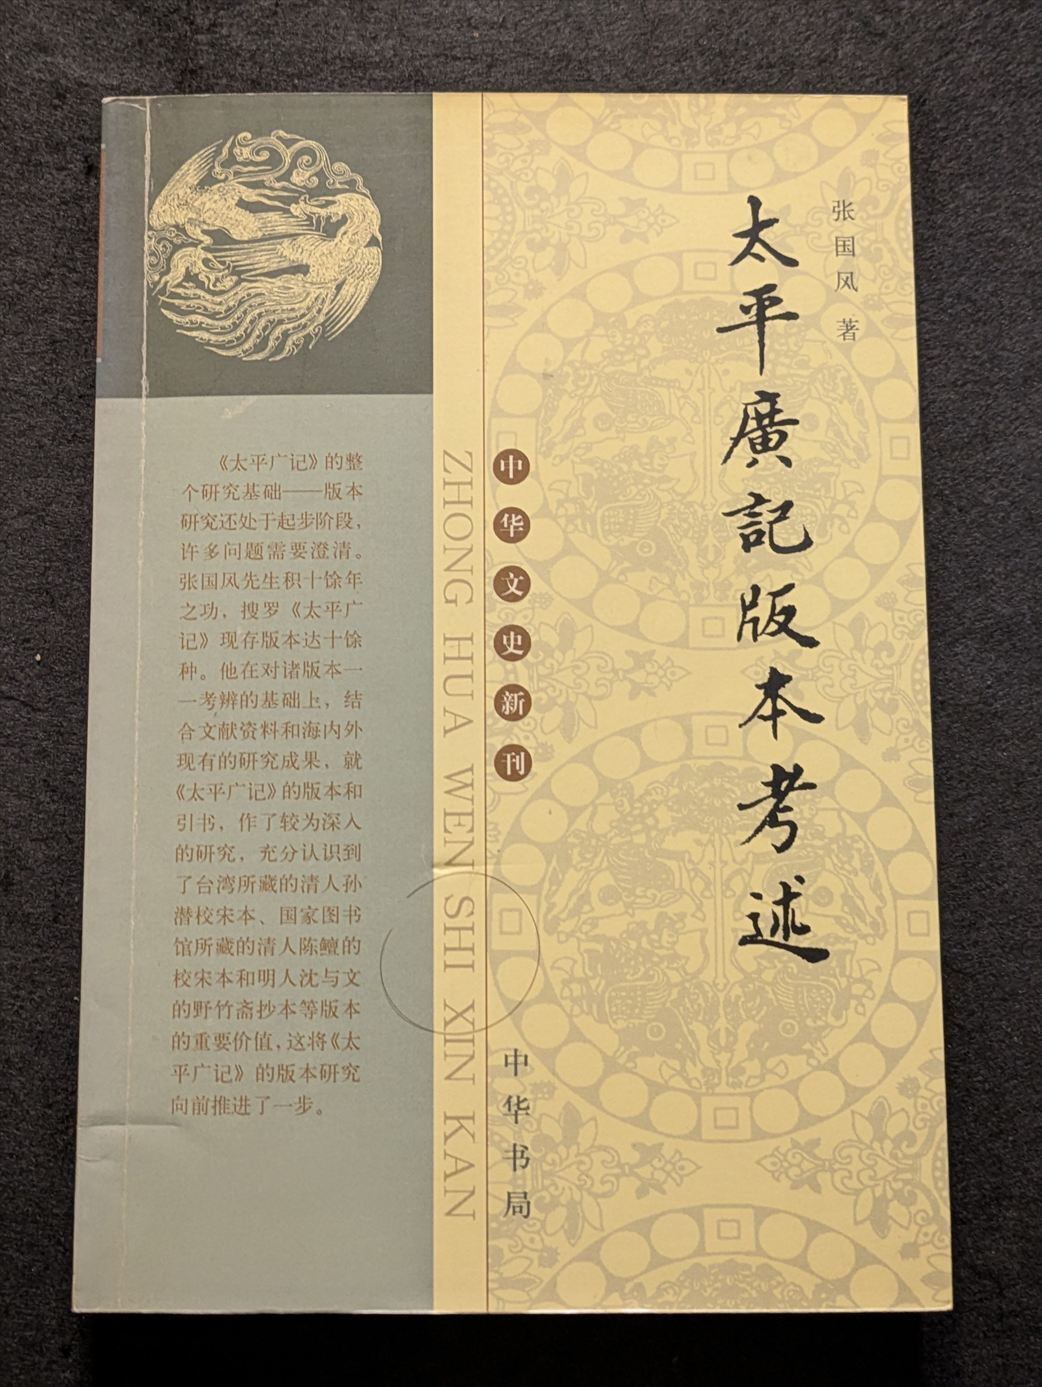 张国风 著
太平廣記版本考述
中华文史新刊
中华书局
ZHONG HUA WEN SHI XIN KAN
《太平广记》的整
个研究基础——版本
研究还处于起步阶段，
许多问题需要澄清。
张国风先生积十馀年
之功，搜罗《太平广
记》现存版本达十馀
种。他在对诸版本一
一考辨的基础上，结
合文献资料和海内外
现有的研究成果，就
《太平广记》的版本和
引书，作了较为深入
的研究，充分认识到
了台湾所藏的清人孙
潜校宋本、国家图书
馆所藏的清人陈鳣的
校宋本和明人沈与文
的野竹斋抄本等版本
的重要价值，这将《太
平广记》的版本研究
向前推进了一步。